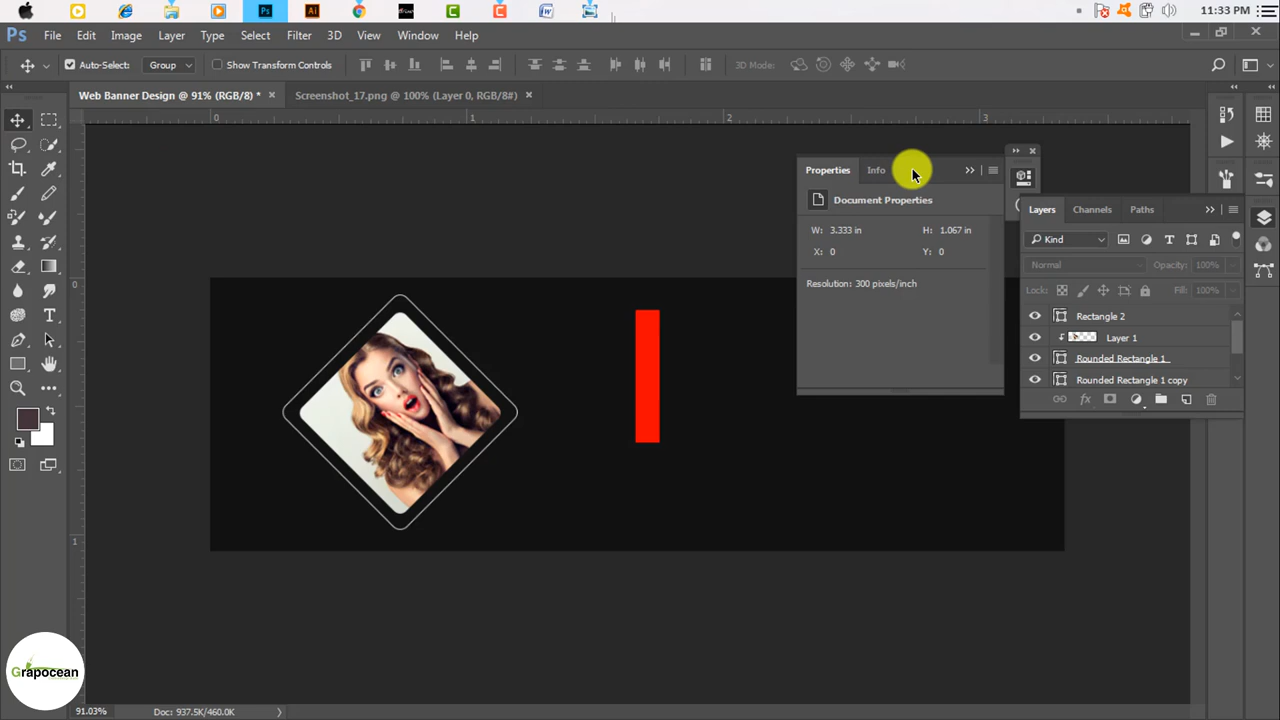 11:33 PM
Ps File Edit Image Layer Type Select Filter 3D View Window Help
Auto-Select: Group Show Transform Controls 3D Mode:
Web Banner Design @ 91% (RGB/8) * × Screenshot_17.png @ 100% (Layer 0, RGB/8#) ×
0 1 2 3
Properties Info
Document Properties
W: 3.333 in H: 1.067 in
X: 0 Y: 0
Resolution: 300 pixels/inch
Layers Channels Paths
Kind
Normal Opacity: 100%
Lock: Fill: 100%
Rectangle 2
Layer 1
Rounded Rectangle 1
Rounded Rectangle 1 copy
0
1
Grapocean
91.03% Doc: 937.5K/460.0K